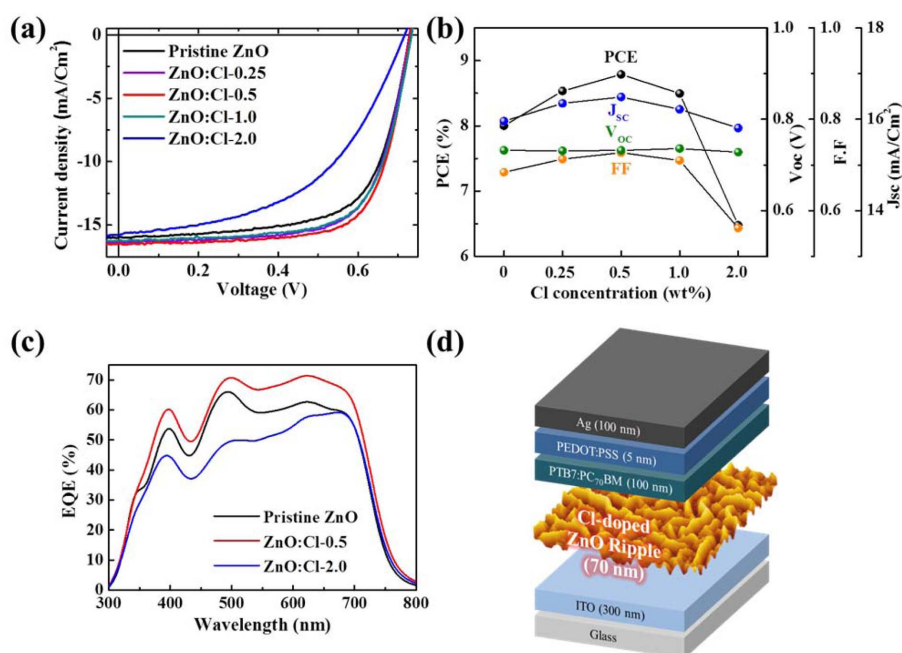 (a)
0
-5
-10
-15
Current density (mA/Cm²)
Pristine ZnO
ZnO:Cl-0.25
ZnO:Cl-0.5
ZnO:Cl-1.0
ZnO:Cl-2.0
0.0 0.2 0.4 0.6
Voltage (V)
(b)
9
8
7
6
PCE (%)
PCE
JSC
VOC
FF
0 0.25 0.5 1.0 2.0
Cl concentration (wt%)
1.0
0.8
0.6
Voc (V)
1.0
0.8
0.6
F.F
18
16
14
Jsc (mA/Cm²)
(c)
70
60
50
40
30
20
10
0
EQE (%)
Pristine ZnO
ZnO:Cl-0.5
ZnO:Cl-2.0
300 400 500 600 700 800
Wavelength (nm)
(d)
Ag (100 nm)
PEDOT:PSS (5 nm)
PTB7:PC₇₀BM (100 nm)
Cl-doped
ZnO Ripple
(70 nm)
ITO (300 nm)
Glass